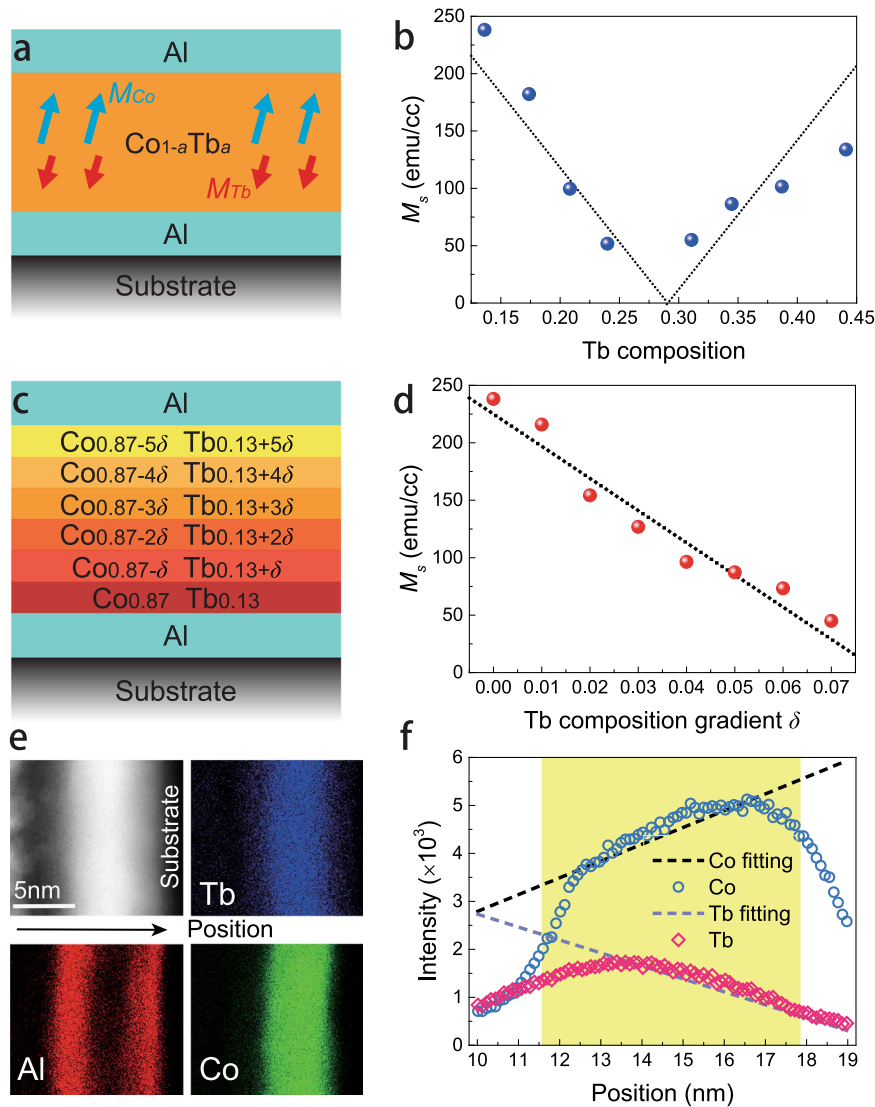 a
Al
MCo
Co1-aTba
MTb
Al
Substrate
b
250
200
150
100
50
0
0.15 0.20 0.25 0.30 0.35 0.40 0.45
Ms (emu/cc)
Tb composition
c
Al
Co0.87-5δ Tb0.13+5δ
Co0.87-4δ Tb0.13+4δ
Co0.87-3δ Tb0.13+3δ
Co0.87-2δ Tb0.13+2δ
Co0.87-δ Tb0.13+δ
Co0.87 Tb0.13
Al
Substrate
d
250
200
150
100
50
0
0.00 0.01 0.02 0.03 0.04 0.05 0.06 0.07
Ms (emu/cc)
Tb composition gradient δ
e
Substrate
5nm
Tb
Position
Al
Co
f
6
5
4
3
2
1
0
10 11 12 13 14 15 16 17 18 19
Intensity (×10³)
Position (nm)
Co fitting
Co
Tb fitting
Tb